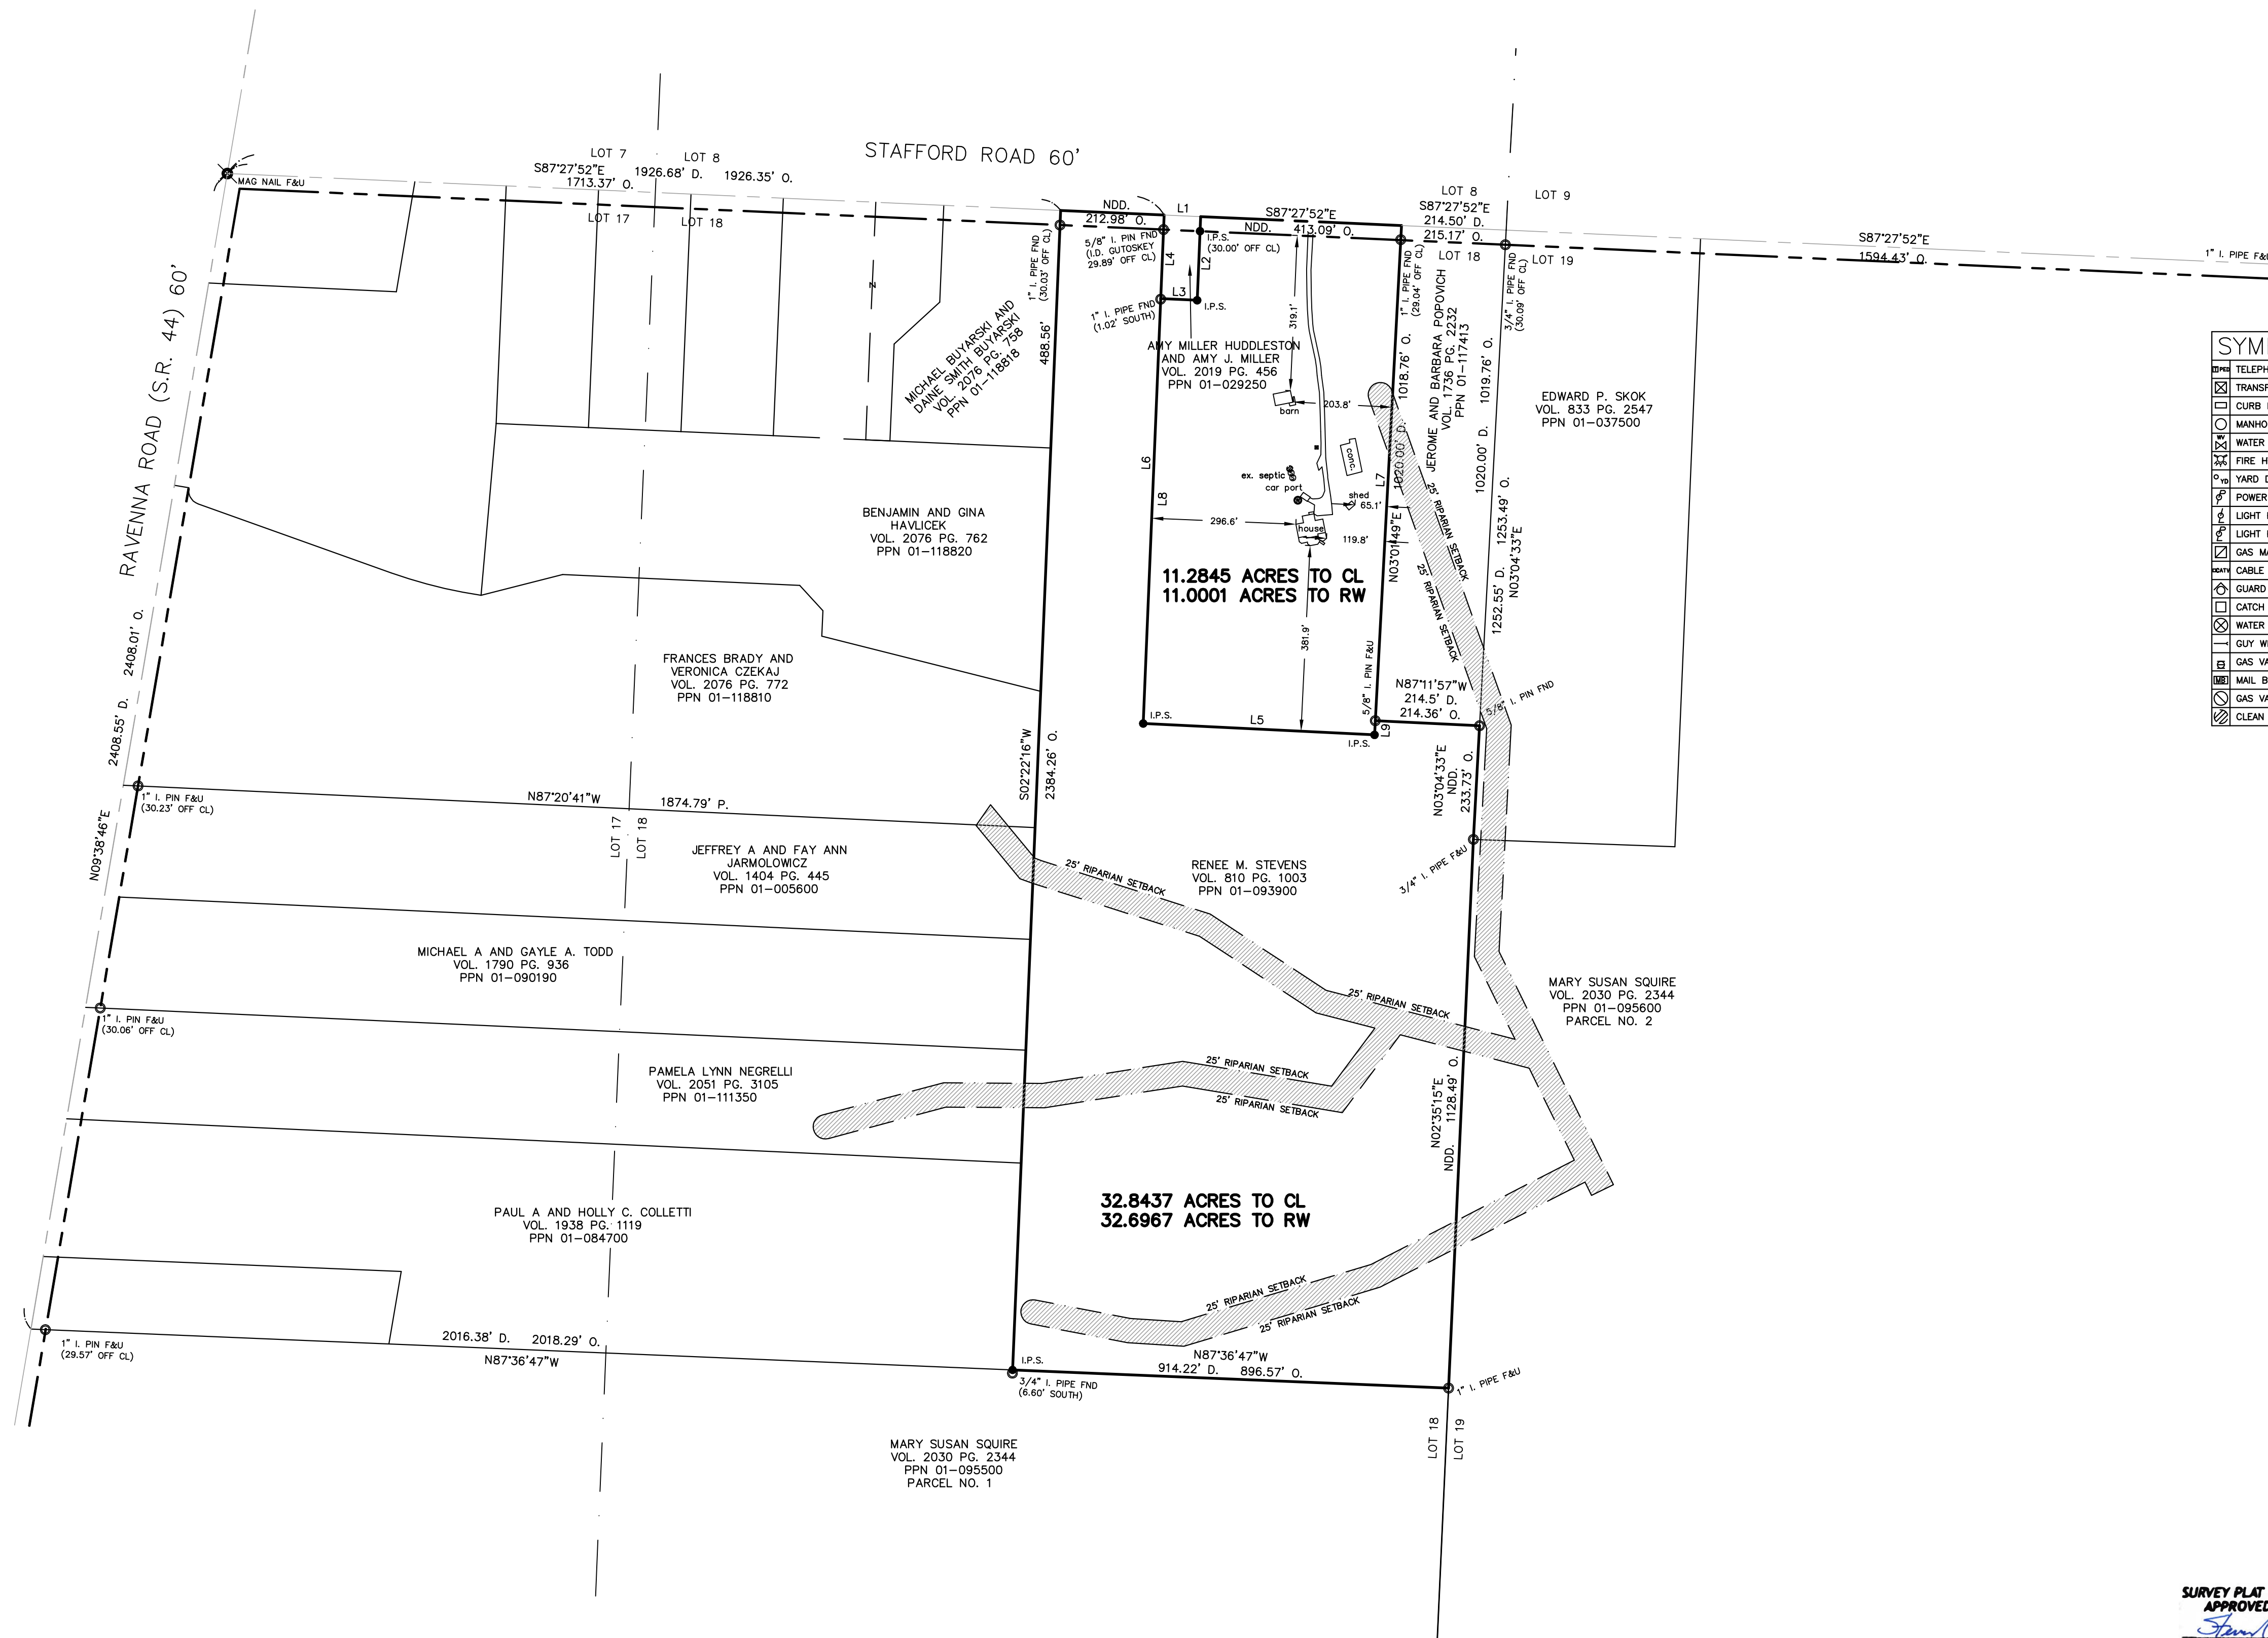 STAFFORD ROAD 60'
LOT 7
LOT 8
S87°27'52"E
1926.68' D.
1926.35' O.
1713.37' O.
MAG NAIL F&U
LOT 17
LOT 18
NDD.
212.98' O.
L1
S87°27'52"E
NDD.
413.09' O.
LOT 8
LOT 9
S87°27'52"E
214.50' D.
215.17' O.
LOT 18
LOT 19
S87°27'52"E
1594.43' O.
1" I. PIPE F&U
1" I. PIPE FND
(30.03' OFF CL)
5/8" I. PIN FND
(I.D. GUTOSKEY
29.89' OFF CL)
I.P.S.
(30.00' OFF CL)
L4
L2
L3
I.P.S.
1" I. PIPE FND
(1.02' SOUTH)
1" I. PIPE FND
(29.04' OFF CL)
3/4" I. PIPE FND
(30.09' OFF CL)
RAVENNA ROAD (S.R. 44) 60'
2408.55' D.
2408.01' O.
N09°38'46"E
Z
MICHAEL BUYARSKI AND
DAINE SMITH BUYARSKI
VOL. 2076 PG. 758
PPN 01-118818
488.56'
AMY MILLER HUDDLESTON
AND AMY J. MILLER
VOL. 2019 PG. 456
PPN 01-029250
319.1'
barn
203.8'
conc.
ex. septic
car port
shed
65.1'
296.6'
house
119.8'
381.9'
L6
L8
L7
1018.76' O.
1020.00' D.
N03°01'49"E
JEROME AND BARBARA POPOVICH
VOL. 1736 PG. 2232
PPN 01-117413
1019.76' O.
1020.00' D.
1253.49' O.
1252.55' D.
N03°04'33"E
EDWARD P. SKOK
VOL. 833 PG. 2547
PPN 01-037500
25' RIPARIAN SETBACK
25' RIPARIAN SETBACK
BENJAMIN AND GINA
HAVLICEK
VOL. 2076 PG. 762
PPN 01-118820
11.2845 ACRES TO CL
11.0001 ACRES TO RW
FRANCES BRADY AND
VERONICA CZEKAJ
VOL. 2076 PG. 772
PPN 01-118810
5/8" I. PIN F&U
N87°11'57"W
214.5' D.
214.36' O.
5/8" I. PIN FND
I.P.S.
L5
I.P.S.
L9
S02°22'16"W
2384.26' O.
N03°04'33"E
NDD.
233.73' O.
1" I. PIN F&U
(30.23' OFF CL)
N87°20'41"W
1874.79' P.
LOT 17
LOT 18
JEFFREY A AND FAY ANN
JARMOLOWICZ
VOL. 1404 PG. 445
PPN 01-005600
25' RIPARIAN SETBACK
RENEE M. STEVENS
VOL. 810 PG. 1003
PPN 01-093900
3/4" I. PIPE F&U
MICHAEL A AND GAYLE A. TODD
VOL. 1790 PG. 936
PPN 01-090190
25' RIPARIAN SETBACK
MARY SUSAN SQUIRE
VOL. 2030 PG. 2344
PPN 01-095600
PARCEL NO. 2
1" I. PIN F&U
(30.06' OFF CL)
PAMELA LYNN NEGRELLI
VOL. 2051 PG. 3105
PPN 01-111350
25' RIPARIAN SETBACK
25' RIPARIAN SETBACK
N02°35'15"E
NDD.
1128.49' O.
PAUL A AND HOLLY C. COLLETTI
VOL. 1938 PG. 1119
PPN 01-084700
32.8437 ACRES TO CL
32.6967 ACRES TO RW
25' RIPARIAN SETBACK
25' RIPARIAN SETBACK
1" I. PIN F&U
(29.57' OFF CL)
2016.38' D.
2018.29' O.
N87°36'47"W
I.P.S.
3/4" I. PIPE FND
(6.60' SOUTH)
N87°36'47"W
914.22' D.
896.57' O.
1" I. PIPE F&U
LOT 18
LOT 19
MARY SUSAN SQUIRE
VOL. 2030 PG. 2344
PPN 01-095500
PARCEL NO. 1
SYM
TELEPH
TRANSF
CURB
MANHO
WV WATER
FIRE H
YD YARD D
POWER
LIGHT
LIGHT
GAS MA
CABLE
GUARD
CATCH
WATER
GUY WI
GAS VA
MB MAIL B
GAS VA
CLEAN
SURVEY PLAT
APPROVED